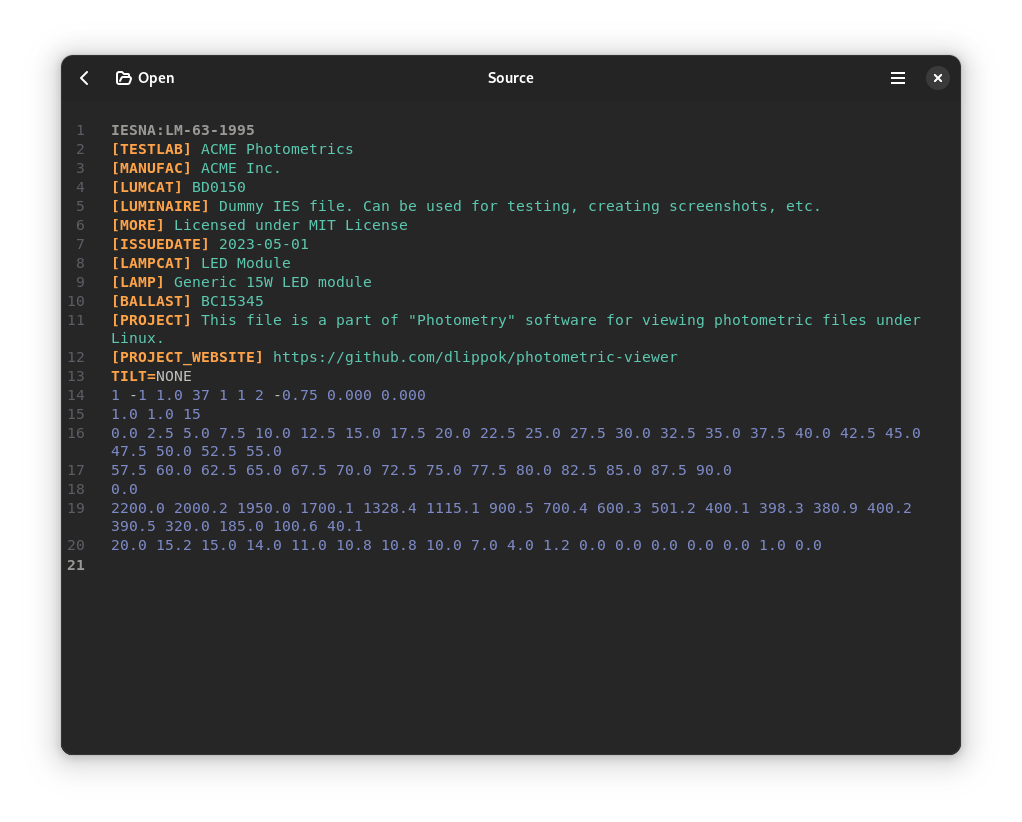 Open
Source
1 IESNA:LM-63-1995
2 [TESTLAB] ACME Photometrics
3 [MANUFAC] ACME Inc.
4 [LUMCAT] BD0150
5 [LUMINAIRE] Dummy IES file. Can be used for testing, creating screenshots, etc.
6 [MORE] Licensed under MIT License
7 [ISSUEDATE] 2023-05-01
8 [LAMPCAT] LED Module
9 [LAMP] Generic 15W LED module
10 [BALLAST] BC15345
11 [PROJECT] This file is a part of "Photometry" software for viewing photometric files under
Linux.
12 [PROJECT_WEBSITE] https://github.com/dlippok/photometric-viewer
13 TILT=NONE
14 1 -1 1.0 37 1 1 2 -0.75 0.000 0.000
15 1.0 1.0 15
16 0.0 2.5 5.0 7.5 10.0 12.5 15.0 17.5 20.0 22.5 25.0 27.5 30.0 32.5 35.0 37.5 40.0 42.5 45.0
47.5 50.0 52.5 55.0
17 57.5 60.0 62.5 65.0 67.5 70.0 72.5 75.0 77.5 80.0 82.5 85.0 87.5 90.0
18 0.0
19 2200.0 2000.2 1950.0 1700.1 1328.4 1115.1 900.5 700.4 600.3 501.2 400.1 398.3 380.9 400.2
390.5 320.0 185.0 100.6 40.1
20 20.0 15.2 15.0 14.0 11.0 10.8 10.8 10.0 7.0 4.0 1.2 0.0 0.0 0.0 0.0 0.0 1.0 0.0
21